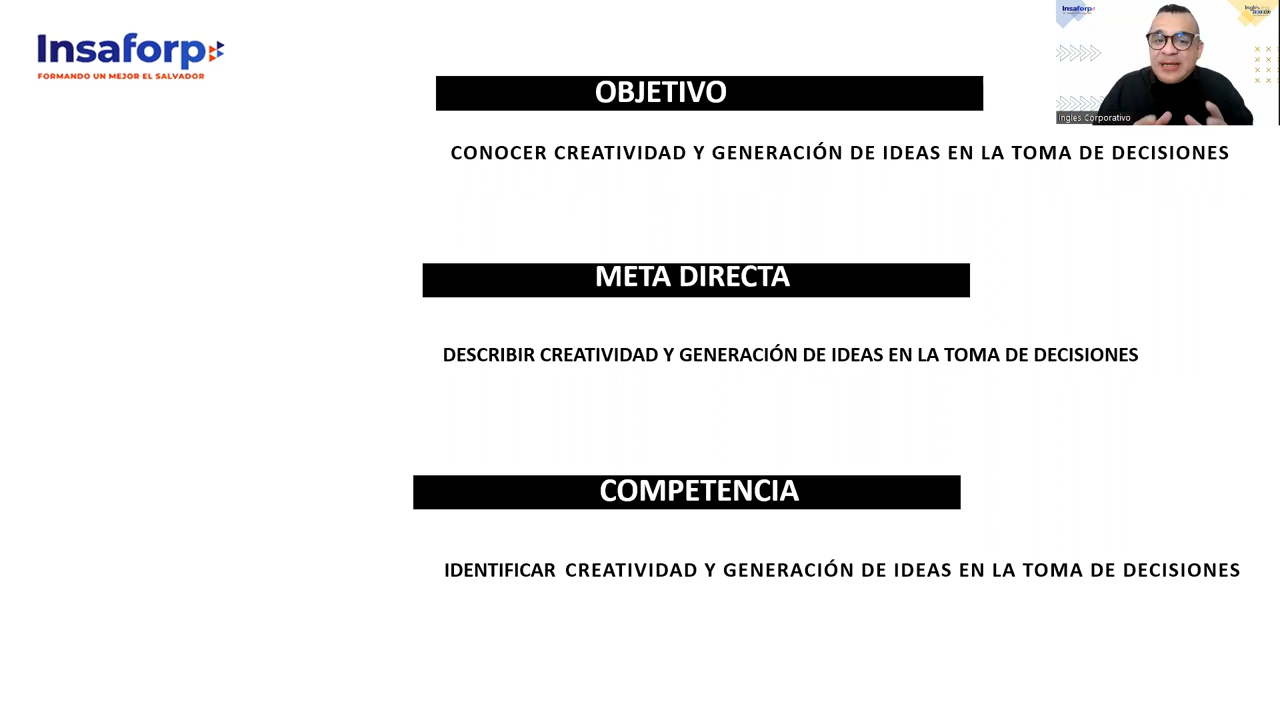 Insaforp
FORMANDO UN MEJOR EL SALVADOR
Insaforp
OBJETIVO
Ingles Corporativo
CONOCER CREATIVIDAD Y GENERACIÓN DE IDEAS EN LA TOMA DE DECISIONES
META DIRECTA
DESCRIBIR CREATIVIDAD Y GENERACIÓN DE IDEAS EN LA TOMA DE DECISIONES
COMPETENCIA
IDENTIFICAR CREATIVIDAD Y GENERACIÓN DE IDEAS EN LA TOMA DE DECISIONES